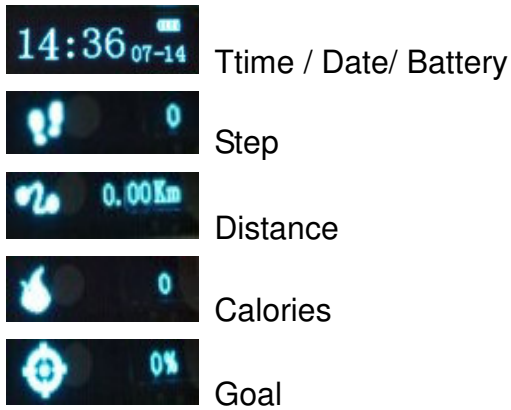 14:36 07-14 Ttime / Date/ Battery
0 Step
0.00Km Distance
0 Calories
0% Goal